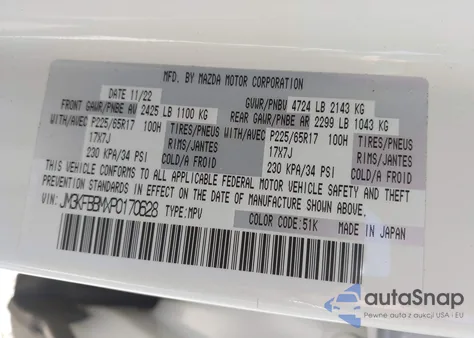 MFD. BY MAZDA MOTOR CORPORATION
DATE 11/22
GVWR/PNBV 4724 LB 2143 KG
FRONT GAWR/PNBE AV 2425 LB 1100 KG
REAR GAWR/PNBE AR 2299 LB 1043 KG
WITH/AVEC P225/65R17 100H TIRES/PNEUS
17X7J RIMS/JANTES
230 KPA/34 PSI COLD/A FROID
WITH/AVEC P225/65R17 100H TIRES/PNEUS
17X7J RIMS/JANTES
230 KPA/34 PSI COLD/A FROID
THIS VEHICLE CONFORMS TO ALL APPLICABLE FEDERAL MOTOR VEHICLE SAFETY, BUMPER, AND THEFT
PREVENTION STANDARDS IN EFFECT ON THE DATE OF MANUFACTURE SHOWN ABOVE.
VIN: JM3KFBBMXP0170628 TYPE:MPV
COLOR CODE:51K MADE IN JAPAN
autoSnap
Pewne auto z aukcji USA i EU